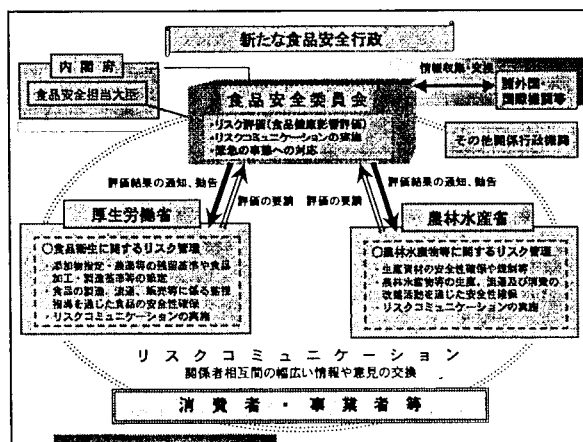 新たな食品安全行政
内閣府
食品安全担当大臣
食品安全委員会
・リスク評価(食品健康影響評価)
・リスクコミュニケーションの実施
・緊急の事態への対応
情報収集・交換
諸外国・
国際機関等
その他関係行政機関
評価結果の通知、勧告
評価の要請
評価の要請
評価結果の通知、勧告
厚生労働省
○食品衛生に関するリスク管理
・添加物指定・農薬等の残留基準や食品
加工・製造基準等の策定
・食品の製造、流通、販売等に係る監視
指導を通じた食品の安全性確保
・リスクコミュニケーションの実施
農林水産省
○農林水産物等に関するリスク管理
・生産資材の安全性確保や規制等
・農林水産物等の生産、流通及び消費の
改善活動を通じた安全性確保
・リスクコミュニケーションの実施
リスクコミュニケーション
関係者相互間の幅広い情報や意見の交換
消費者・事業者等